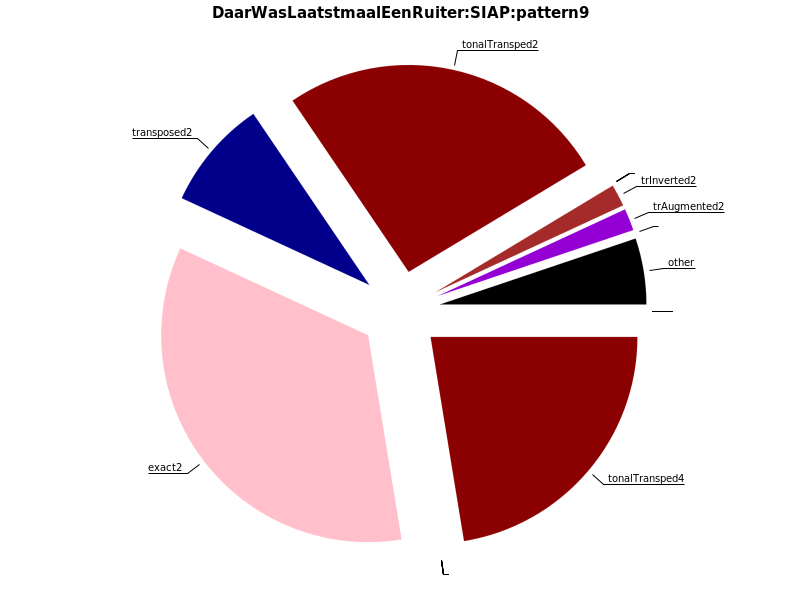 DaarWasLaatstmaalEenRuiter:SIAP:pattern9
tonalTransped2
transposed2
trInverted2
trAugmented2
other
exact2
tonalTransped4